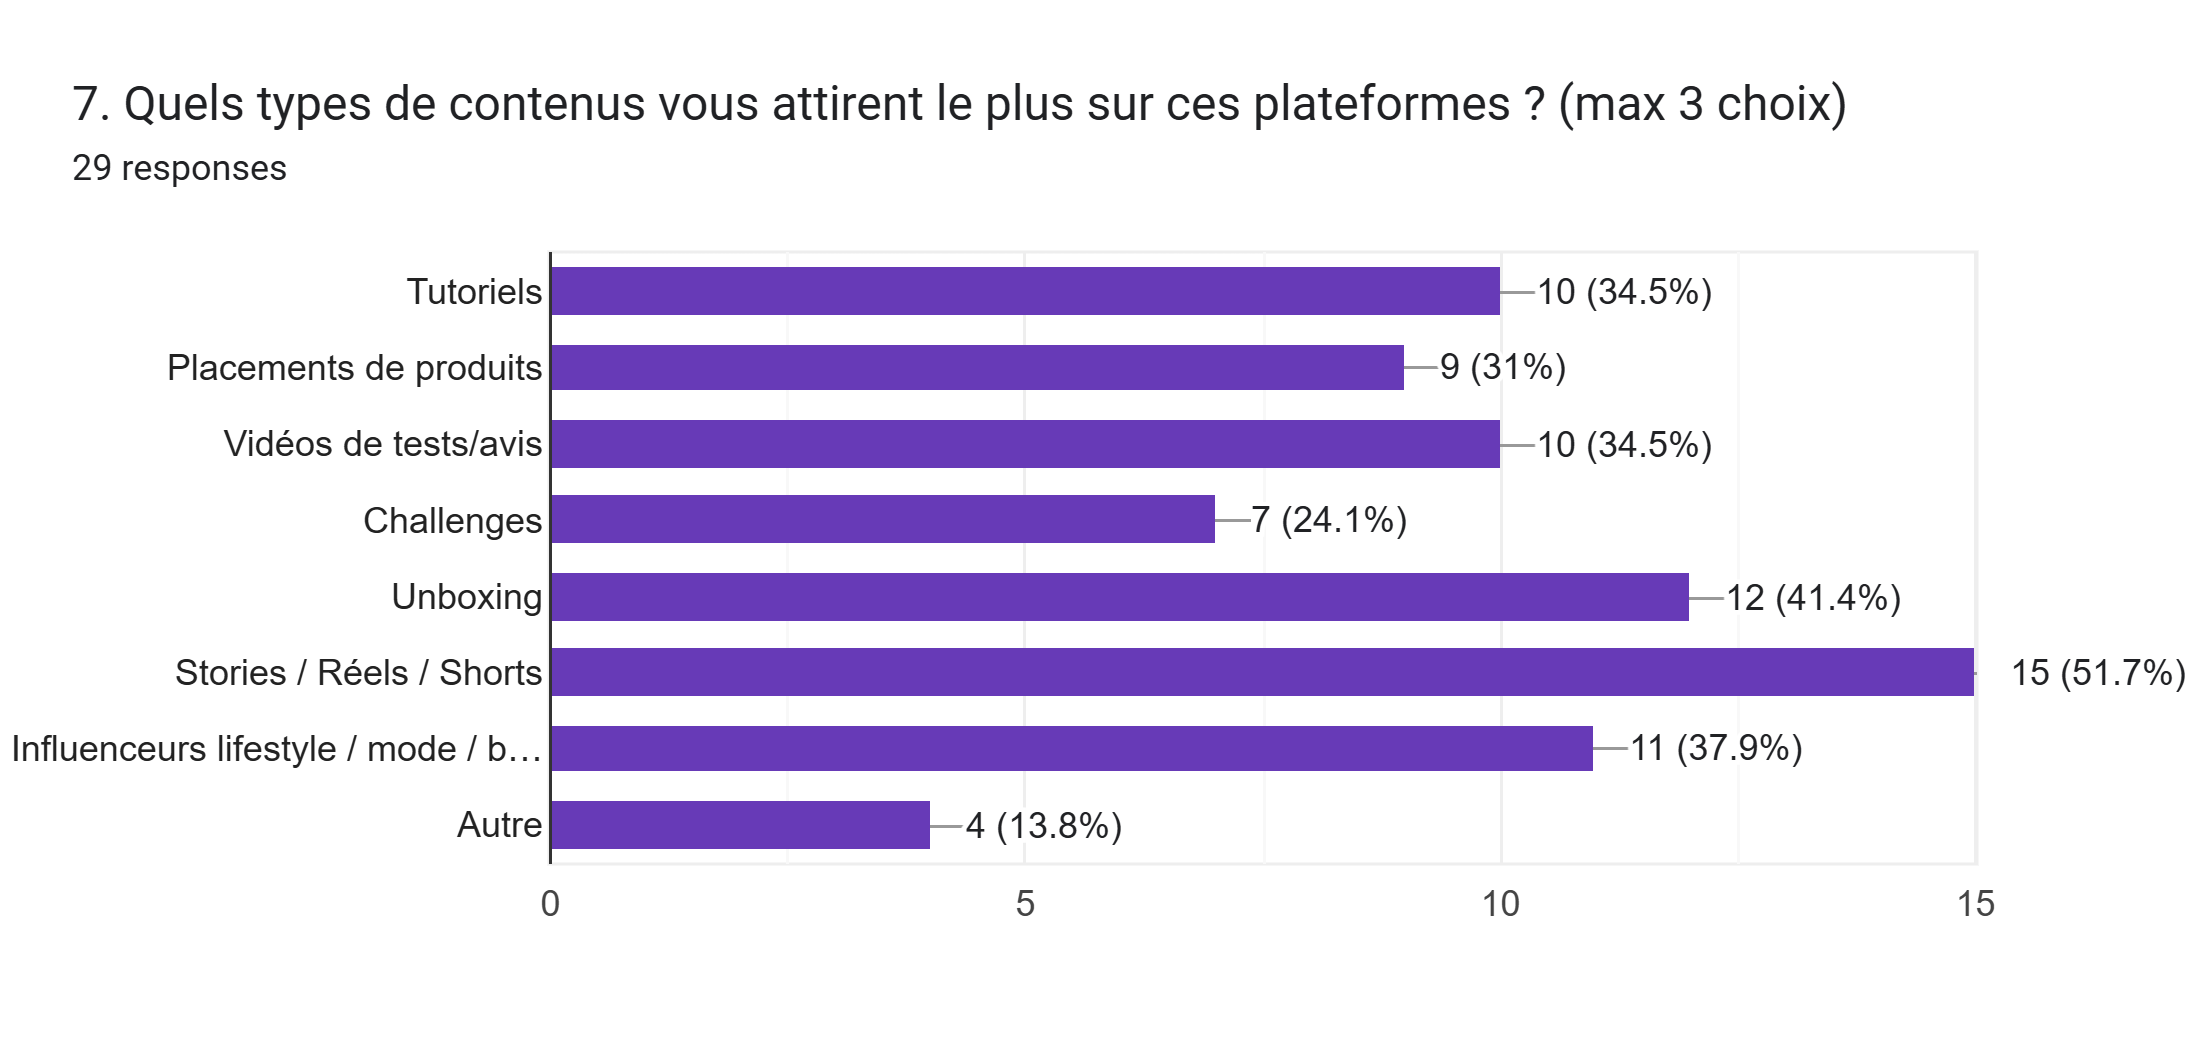 7. Quels types de contenus vous attirent le plus sur ces plateformes ? (max 3 choix)
29 responses
Tutoriels
10 (34.5%)
Placements de produits
9 (31%)
Vidéos de tests/avis
10 (34.5%)
Challenges
7 (24.1%)
Unboxing
12 (41.4%)
Stories / Réels / Shorts
15 (51.7%)
Influenceurs lifestyle / mode / b…
11 (37.9%)
Autre
4 (13.8%)
0 5 10 15